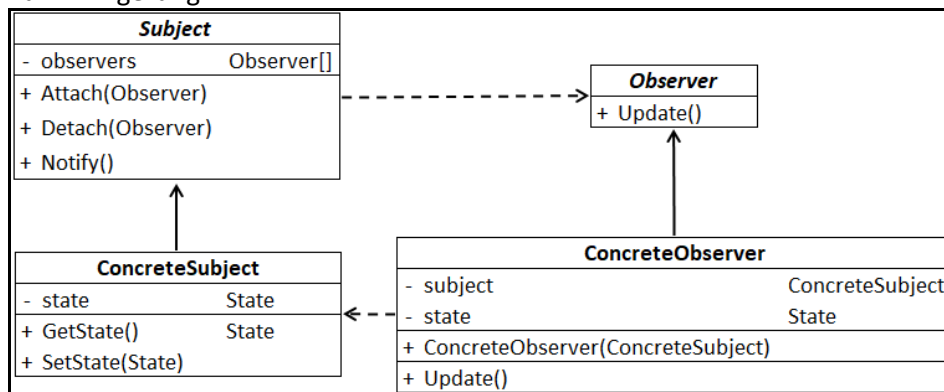 Subject
- observers Observer[]
+ Attach(Observer)
+ Detach(Observer)
+ Notify()
Observer
+ Update()
ConcreteSubject
- state State
+ GetState() State
+ SetState(State)
ConcreteObserver
- subject ConcreteSubject
- state State
+ ConcreteObserver(ConcreteSubject)
+ Update()